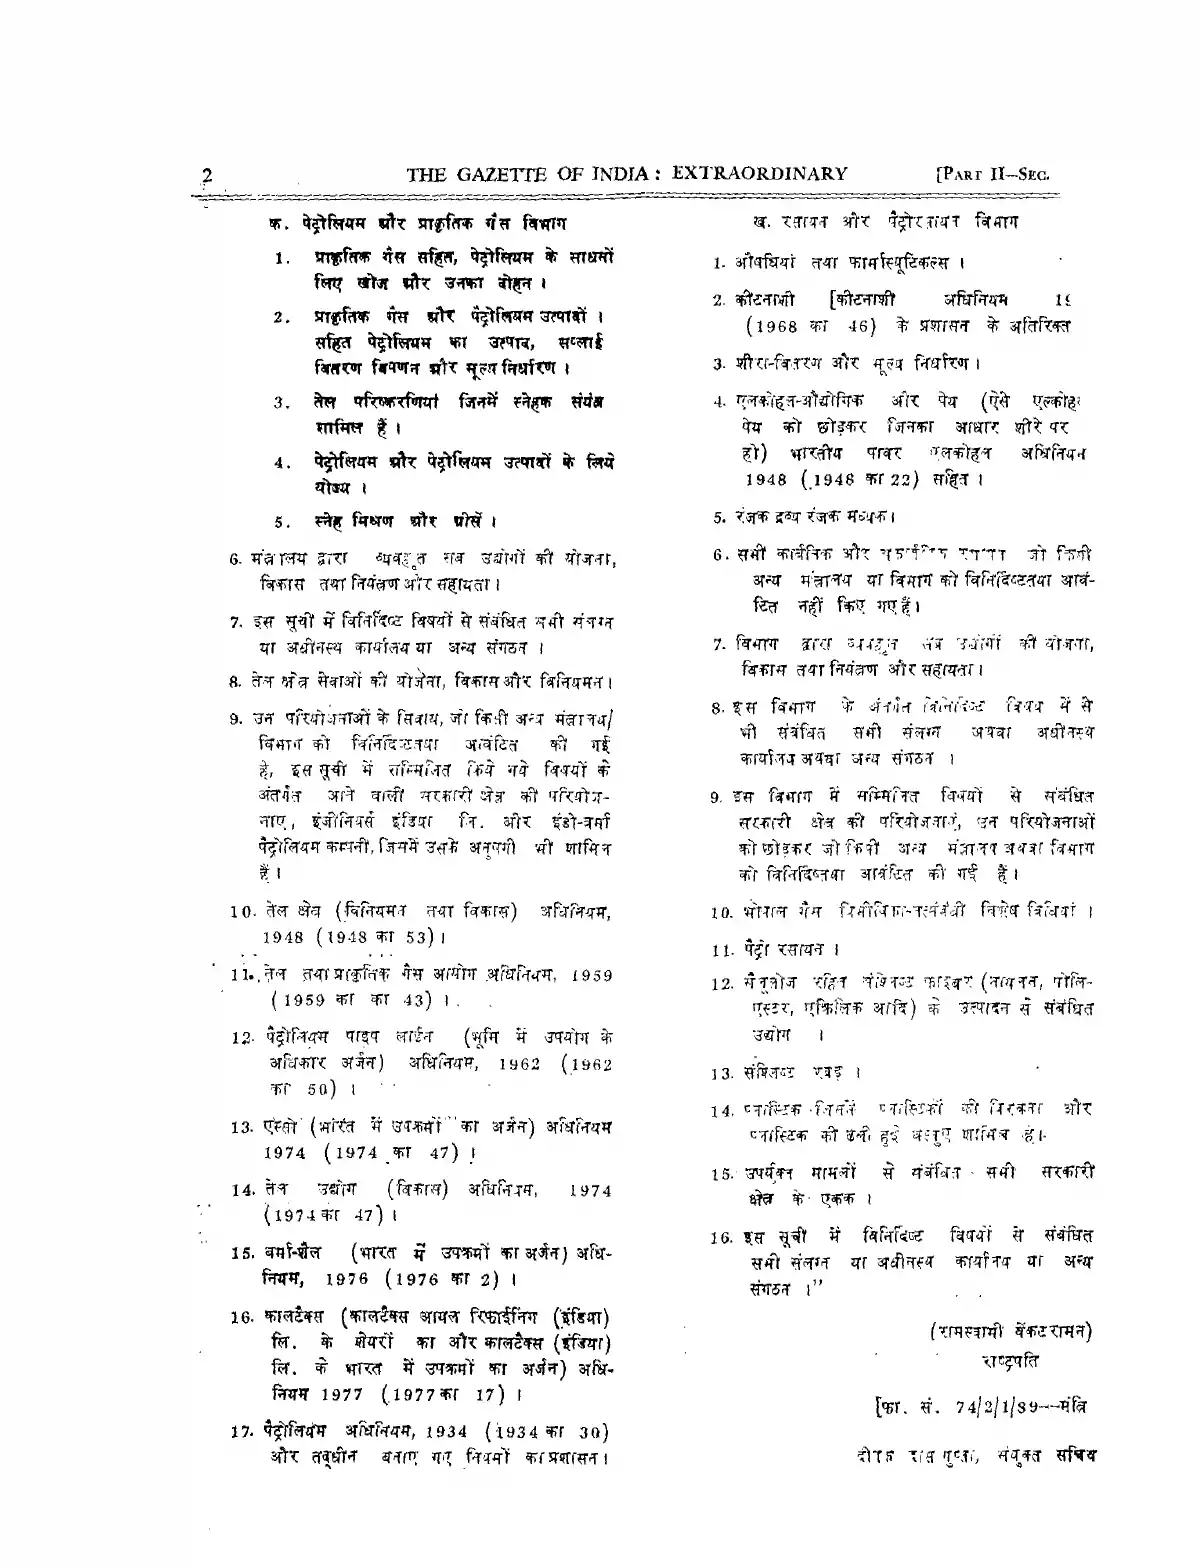 2 THE GAZETTE OF INDIA : EXTRAORDINARY [PART II—SEC.
क. पेट्रोलियम और प्राकृतिक गैस विभाग
1. प्राकृतिक गैस सहित, पेट्रोलियम के साधनों
लिए खोज और उनका दोहन ।
2. प्राकृतिक गैस और पेट्रोलियम उत्पादों ।
सहित पेट्रोलियम का उत्पाद, सप्लाई
वितरण विपणन और मूल्य निर्धारण ।
3. तेल परिष्करणियां जिनमें स्नेहक संयंत्र
शामिल हैं ।
4. पेट्रोलियम और पेट्रोलियम उत्पादों के लिये
योज्य ।
5. स्नेह मिश्रण और ग्रीसें ।
6. मंत्रालय द्वारा व्यवहृत सब उद्योगों की योजना,
विकास तथा नियंत्रण और सहायता ।
7. इस सूची में विनिर्दिष्ट विषयों से संबंधित सभी संलग्न
या अधीनस्थ कार्यालय या अन्य संगठन ।
8. तेल क्षेत्र सेवाओं की योजना, विकास और विनियमन ।
9. उन परियोजनाओं के सिवाय, जो किसी अन्य मंत्रालय/
विभाग को विनिर्दिष्टतया आवंटित की गई
है, इस सूची में सम्मिलित किये गये विषयों के
अंतर्गत आने वाली सरकारी क्षेत्र की परियोज-
नाएं, इंजीनियर्स इंडिया लि. और इंडो-बर्मा
पैट्रोलियम कम्पनी, जिनमें उसके अनुषंगी भी शामिल
हैं ।
10. तेल क्षेत्र (विनियमन तथा विकास) अधिनियम,
1948 (1948 का 53) ।
11. तेल तथा प्राकृतिक गैस आयोग अधिनियम, 1959
(1959 का का 43) ।
12. पैट्रोलियम पाइप लाईन (भूमि में उपयोग के
अधिकार अर्जन) अधिनियम, 1962 (1962
का 50) ।
13. एस्सो (भारत में उपक्रमों का अर्जन) अधिनियम
1974 (1974 का 47) ।
14. तेल उद्योग (विकास) अधिनियम, 1974
(1974 का 47) ।
15. बर्मा-शैल (भारत में उपक्रमों का अर्जन) अधि-
नियम, 1976 (1976 का 2) ।
16. कालटैक्स (कालटैक्स आयल रिफाईनिंग (इंडिया)
लि. के शेयरों का और कालटैक्स (इंडिया)
लि. के भारत में उपक्रमों का अर्जन) अधि-
नियम 1977 (1977 का 17) ।
17. पैट्रोलियम अधिनियम, 1934 (1934 का 30)
और तद्धीन बनाए गए नियमों का प्रशासन ।
ख. रसायन और पैट्रोरसायन विभाग
1. औषधियां तथा फार्मास्यूटिकल्स ।
2. कीटनाशी [कीटनाशी अधिनियम 19
(1968 का 46) के प्रशासन के अतिरिक्त
3. शीरा-वितरण और मूल्य निर्धारण ।
4. एलकोहल-औद्योगिक और पेय (ऐसे एल्कोह
पेय को छोड़कर जिनका आधार शीरे पर
हो) भारतीय पावर एलकोहल अधिनियम
1948 (1948 का 22) सहित ।
5. रंजक द्रव्य रंजक मध्यक ।
6. सभी कार्बनिक और रसायन जो किसी
अन्य मंत्रालय या विभाग को विनिर्दिष्टतया आवं-
टित नहीं किए गए हैं ।
7. विभाग द्वारा व्यवहृत सब उद्योगों की योजना,
विकास तथा नियंत्रण और सहायता ।
8. इस विभाग के अंतर्गत विनिर्दिष्ट विषय में से
भी संबंधित सभी संलग्न अथवा अधीनस्थ
कार्यालय अथवा अन्य संगठन ।
9. इस विभाग में सम्मिलित विषयों से संबंधित
सरकारी क्षेत्र की परियोजनाएं, उन परियोजनाओं
को छोड़कर जो किसी अन्य मंत्रालय अथवा विभाग
को विनिर्दिष्टतया आवंटित की गई हैं ।
10. भोपाल गैस विभीषिका-संबंधी विशेष विधियां ।
11. पैट्रो रसायन ।
12. सैलूलोज रहित संश्लिष्ट फाइबर (नायलन, पोलि-
एस्टर, एक्रिलिक आदि) के उत्पादन से संबंधित
उद्योग ।
13. संश्लिष्ट रबड़ ।
14. प्लास्टिक जिनमें प्लास्टिकों की विरचना और
प्लास्टिक की ढली हुई वस्तुएं शामिल हैं ।
15. उपर्युक्त मामलों से संबंधित सभी सरकारी
क्षेत्र के एकक ।
16. इस सूची में विनिर्दिष्ट विषयों से संबंधित
सभी संलग्न या अधीनस्थ कार्यालय या अन्य
संगठन ।”
(रामस्वामी वेंकटरामन)
राष्ट्रपति
[फा. सं. 74/2/1/89—मंत्रि
दीपक दास गुप्ता, संयुक्त सचिव